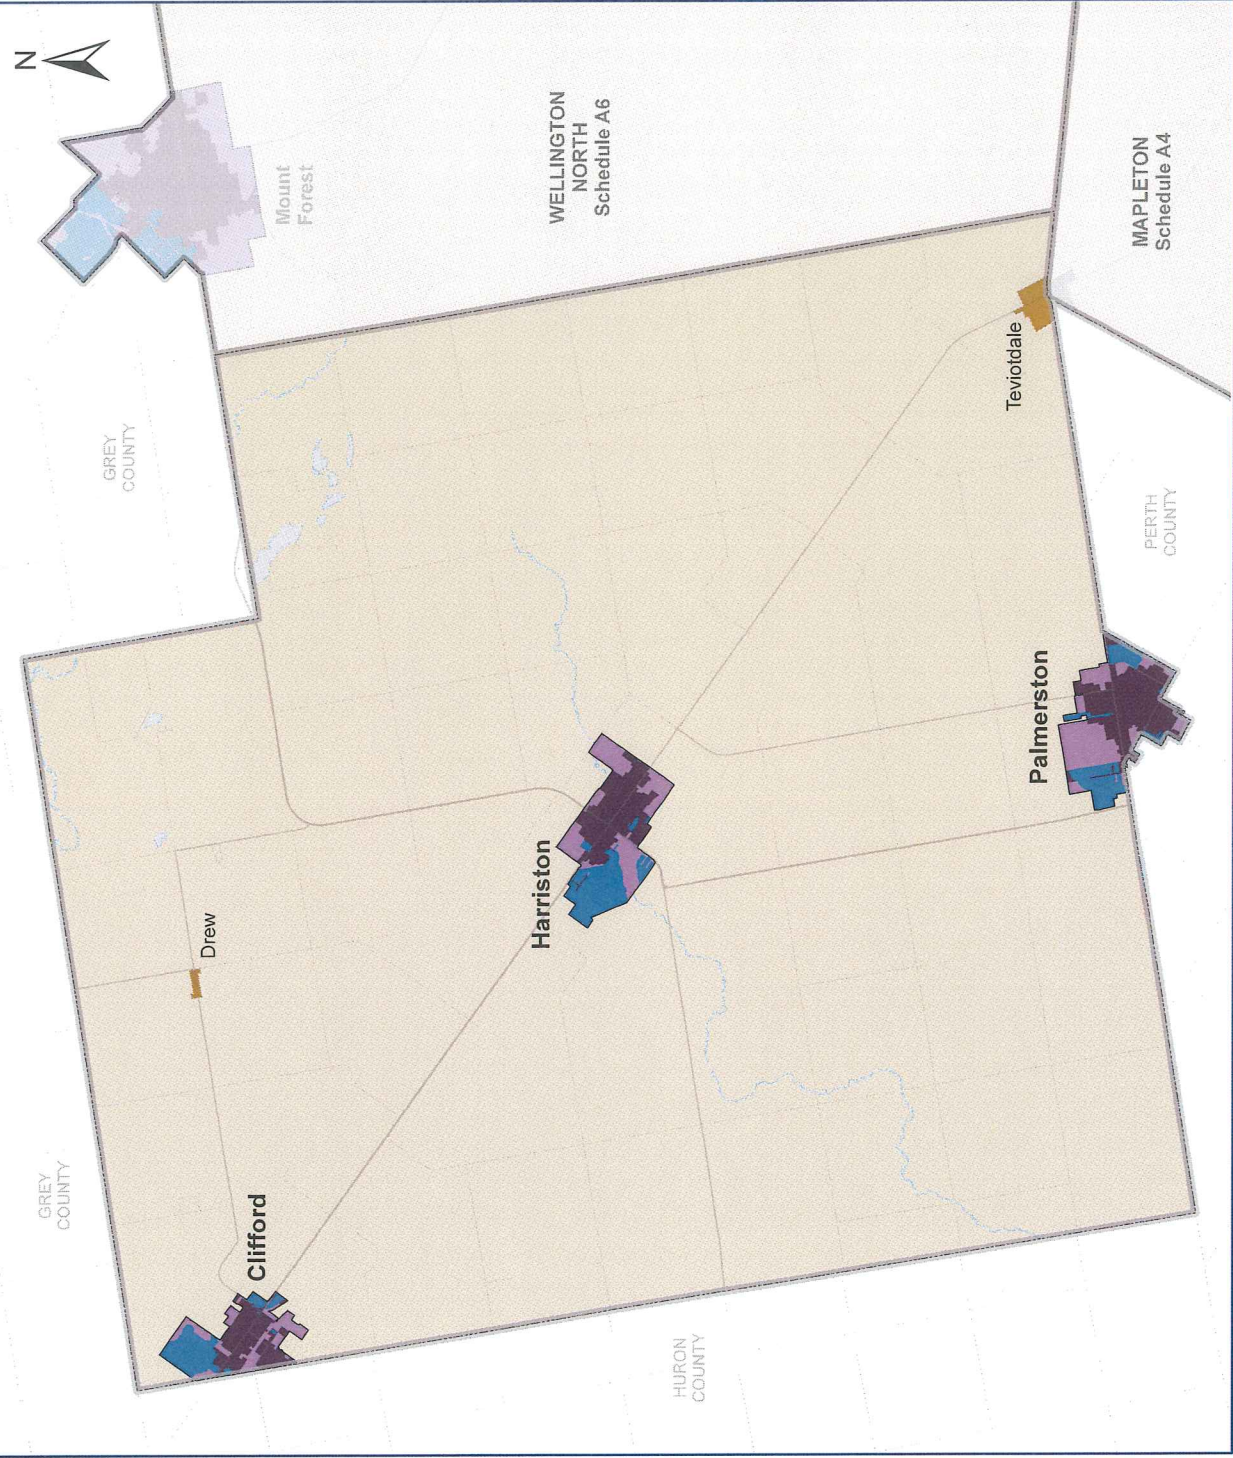 N
GREY
COUNTY
GREY
COUNTY
Drew
Clifford
Mount
Forest
Harriston
WELLINGTON
NORTH
Schedule A6
HURON
COUNTY
Teviotdale
Palmerston
MAPLETON
Schedule A4
PERTH
COUNTY